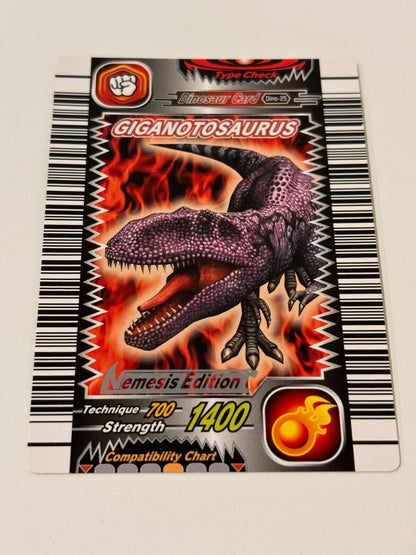 Type Check
Dinosaur Card Dino-25
GIGANOTOSAURUS
Nemesis Edition
Technique 700
Strength 1400
Compatibility Chart